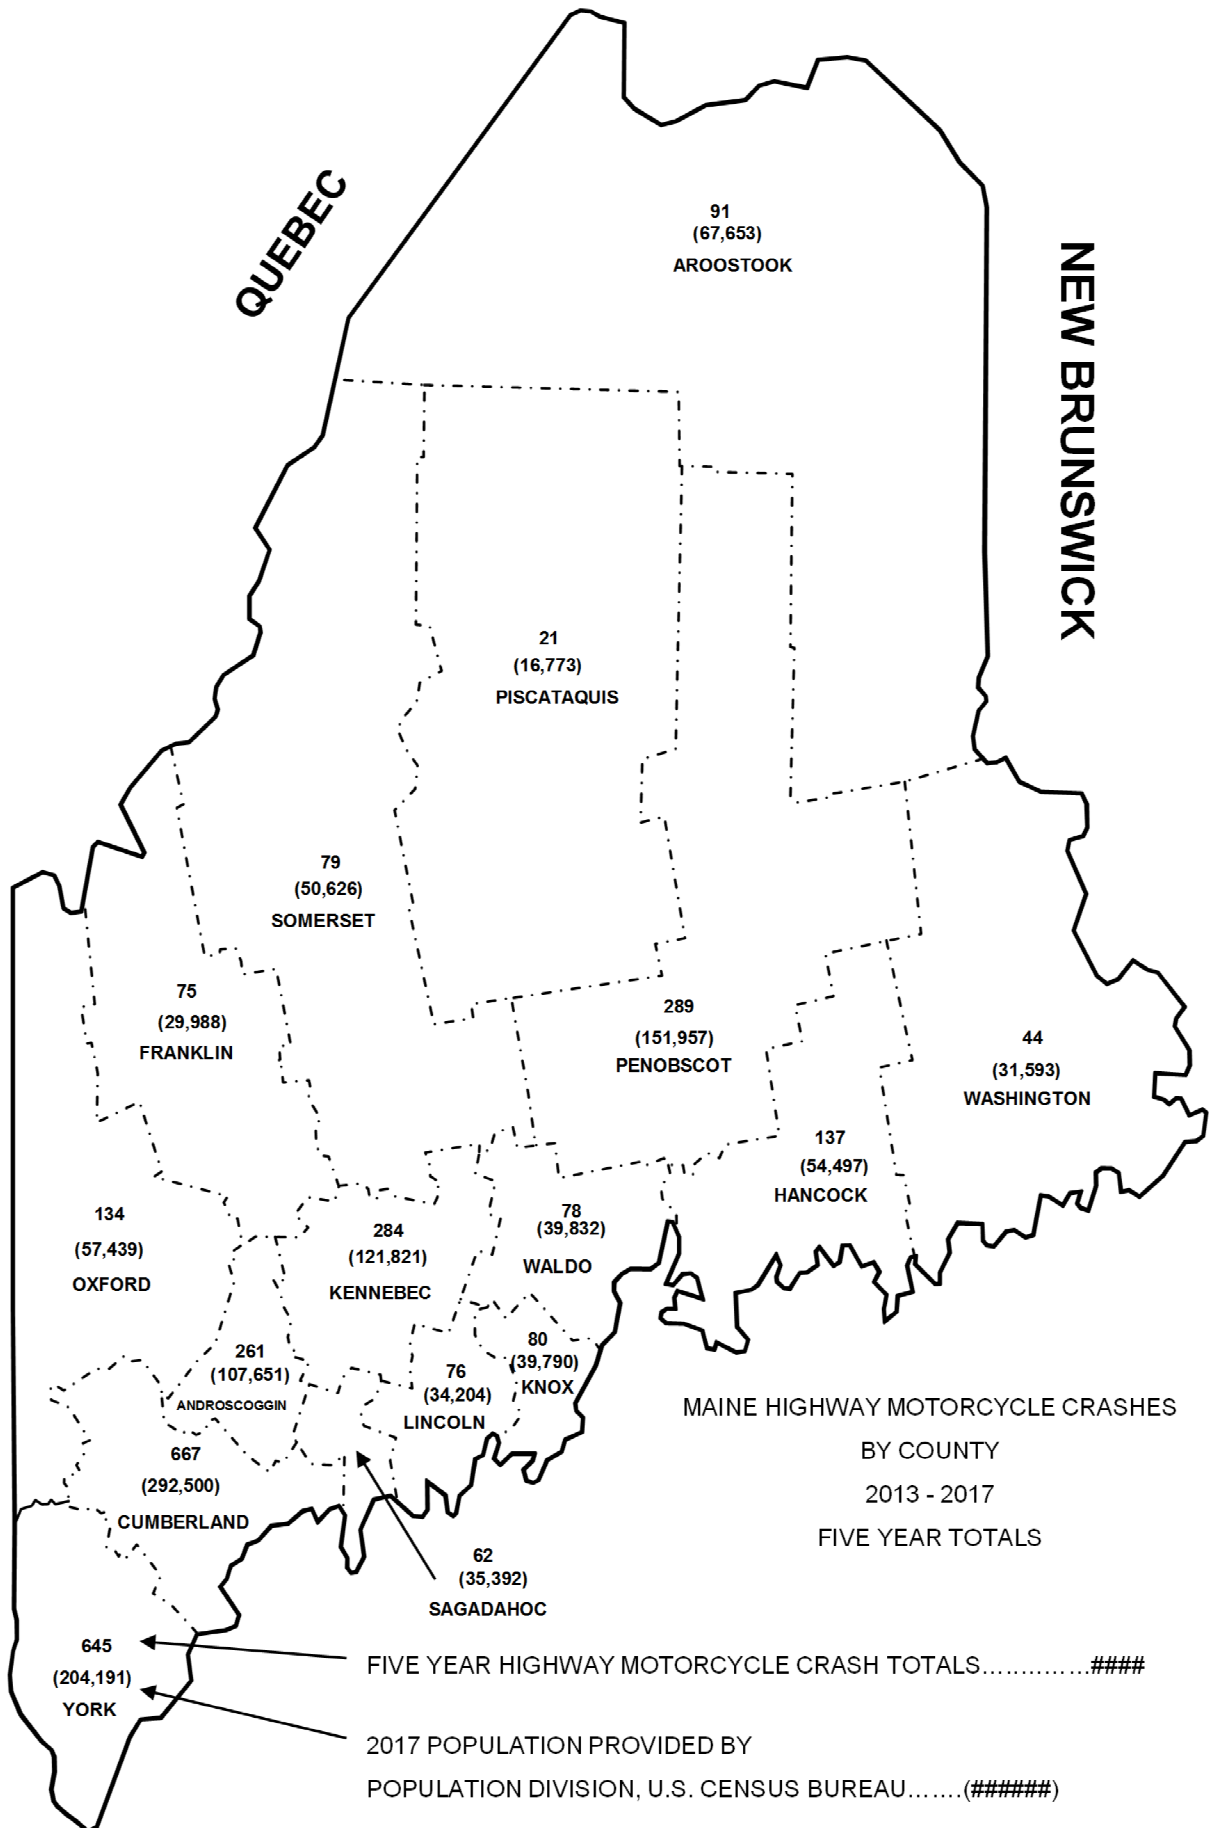 QUEBEC
NEW BRUNSWICK
91
(67,653)
AROOSTOOK
21
(16,773)
PISCATAQUIS
79
(50,626)
SOMERSET
75
(29,988)
FRANKLIN
289
(151,957)
PENOBSCOT
44
(31,593)
WASHINGTON
137
(54,497)
HANCOCK
134
(57,439)
OXFORD
284
(121,821)
KENNEBEC
78
(39,832)
WALDO
261
(107,651)
ANDROSCOGGIN
76
(34,204)
LINCOLN
80
(39,790)
KNOX
667
(292,500)
CUMBERLAND
62
(35,392)
SAGADAHOC
645
(204,191)
YORK
MAINE HIGHWAY MOTORCYCLE CRASHES
BY COUNTY
2013 - 2017
FIVE YEAR TOTALS
FIVE YEAR HIGHWAY MOTORCYCLE CRASH TOTALS…………..####
2017 POPULATION PROVIDED BY
POPULATION DIVISION, U.S. CENSUS BUREAU…….(######)